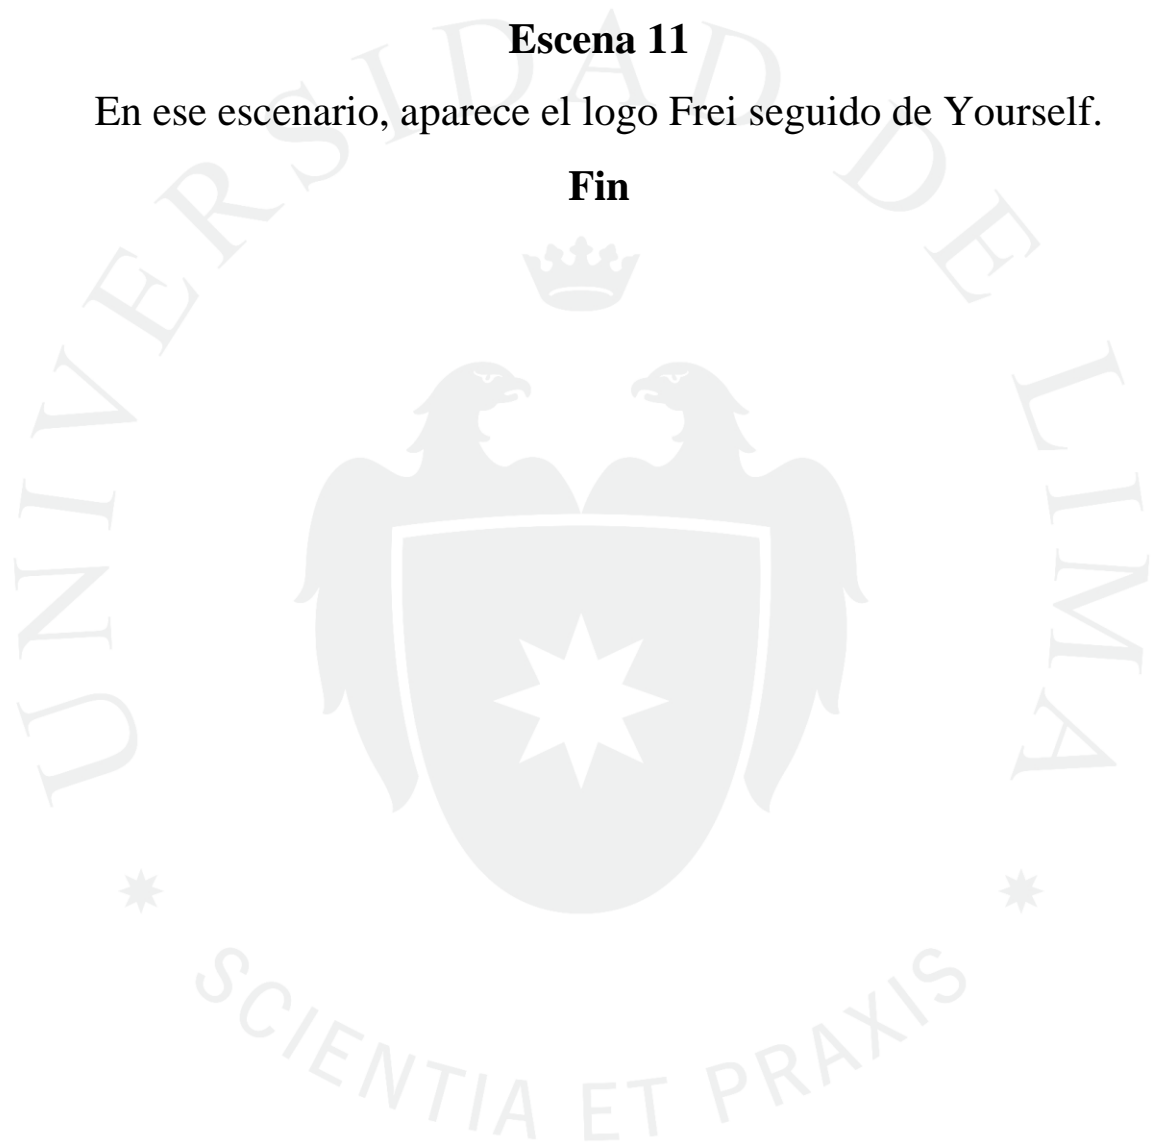 Escena 11
En ese escenario, aparece el logo Frei seguido de Yourself.
Fin
UNIVERSIDAD DE LIMA
SCIENTIA ET PRAXIS